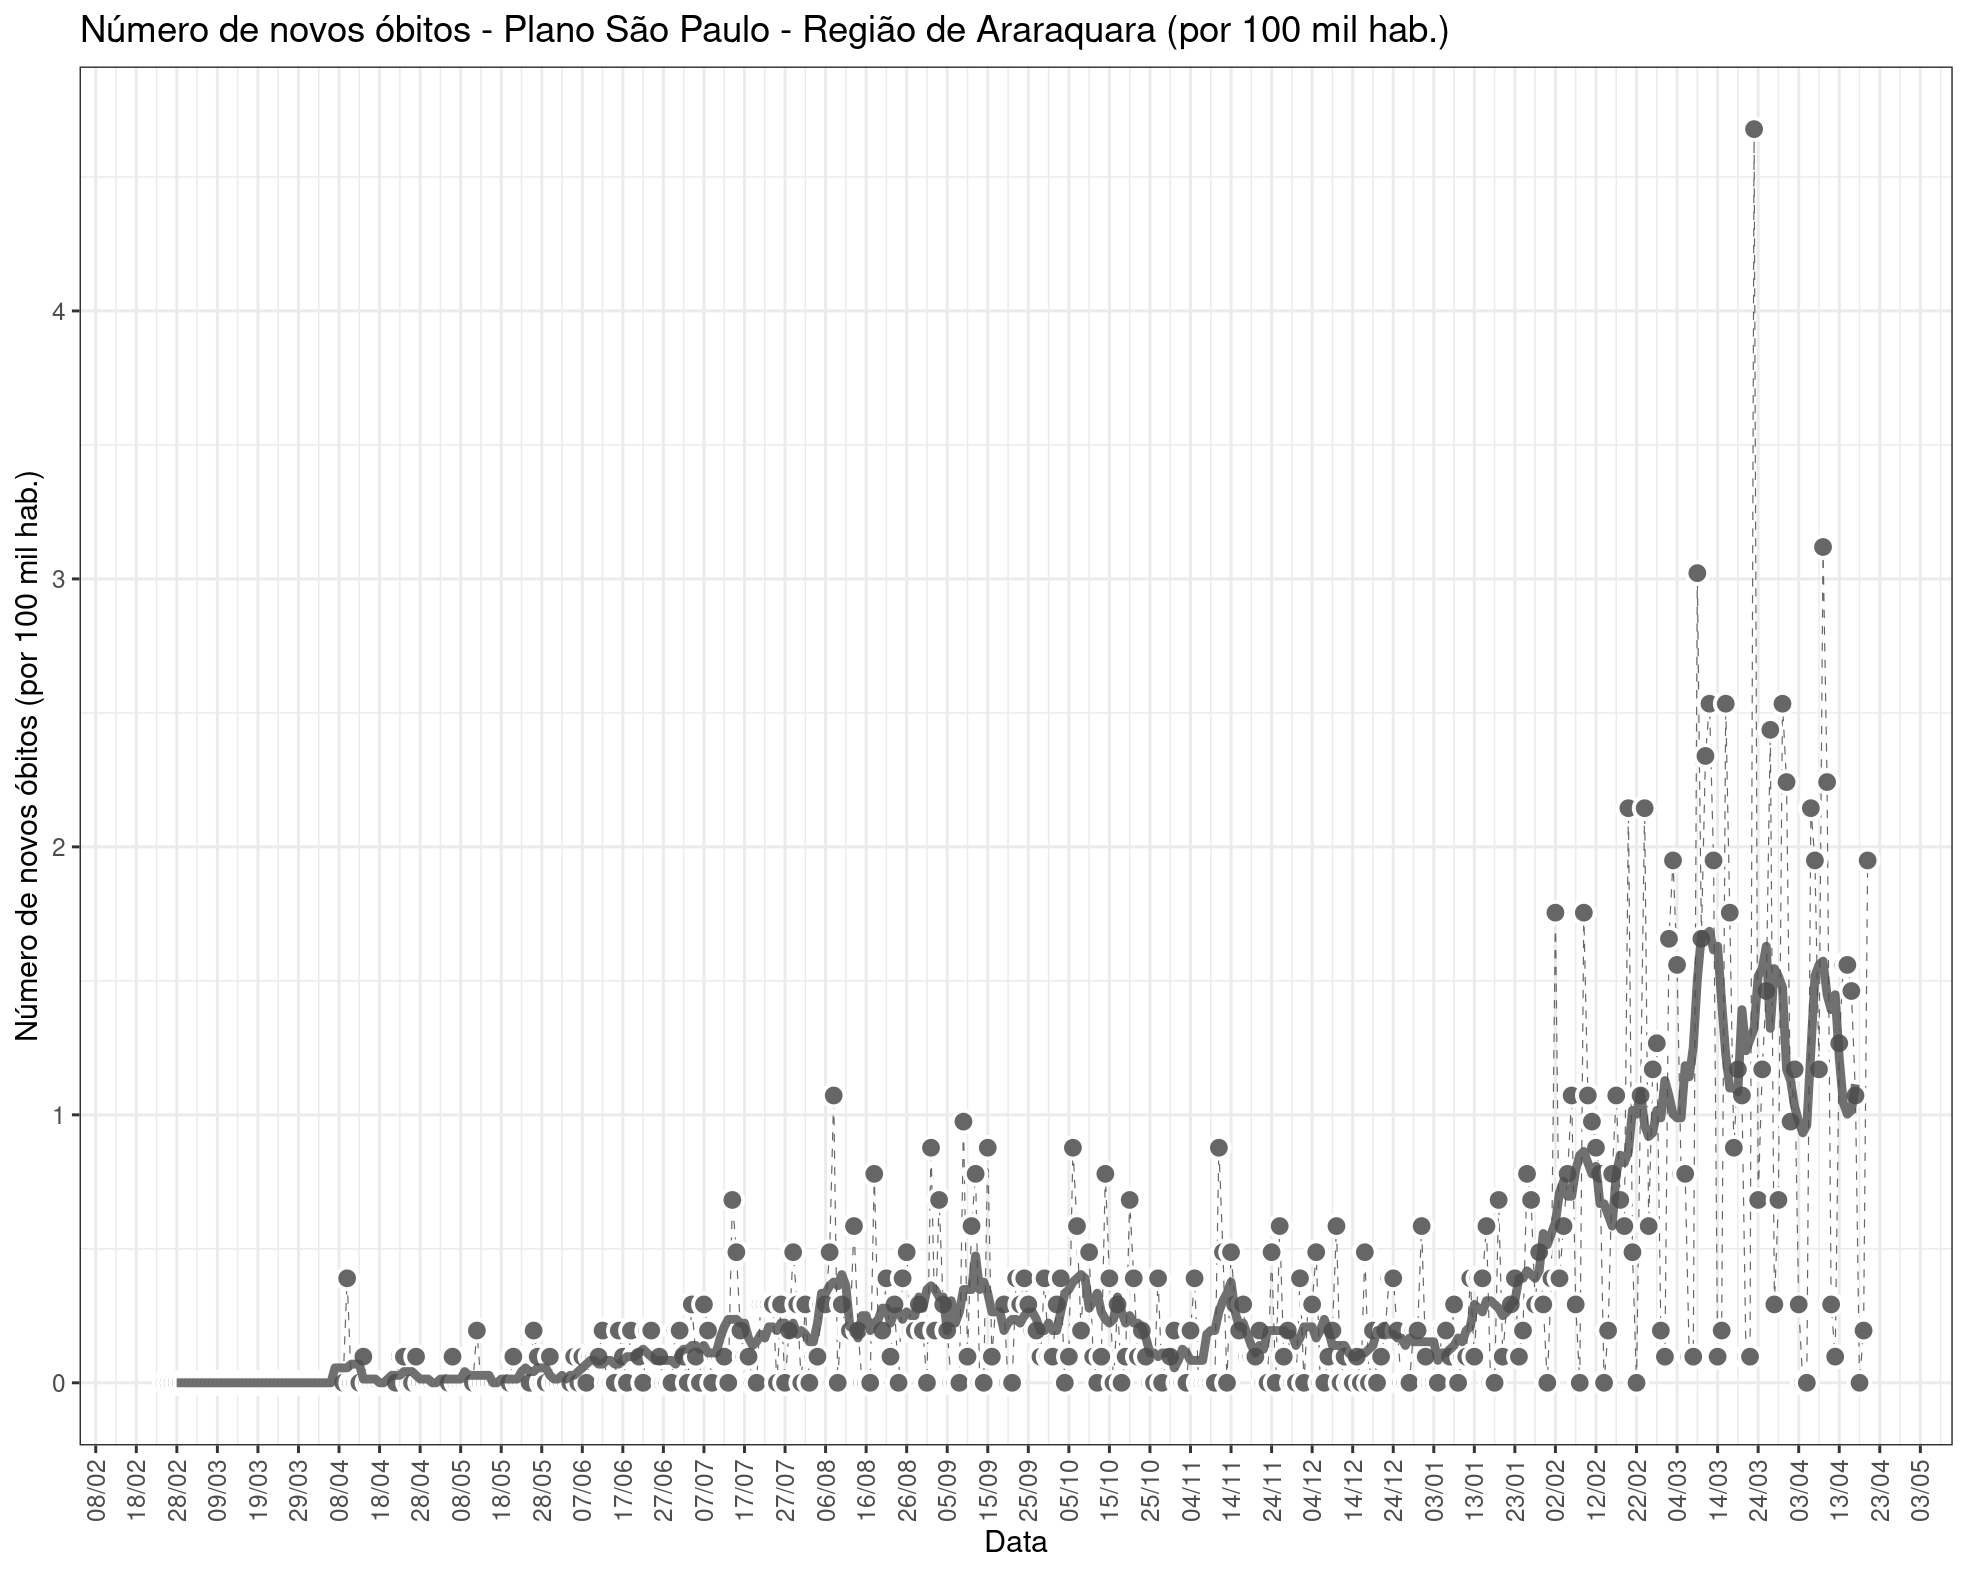 Número de novos óbitos - Plano São Paulo - Região de Araraquara (por 100 mil hab.)
Número de novos óbitos (por 100 mil hab.)
4
3
2
1
0
08/02 18/02 28/02 09/03 19/03 29/03 08/04 18/04 28/04 08/05 18/05 28/05 07/06 17/06 27/06 07/07 17/07 27/07 06/08 16/08 26/08 05/09 15/09 25/09 05/10 15/10 25/10 04/11 14/11 24/11 04/12 14/12 24/12 03/01 13/01 23/01 02/02 12/02 22/02 04/03 14/03 24/03 03/04 13/04 23/04 03/05
Data